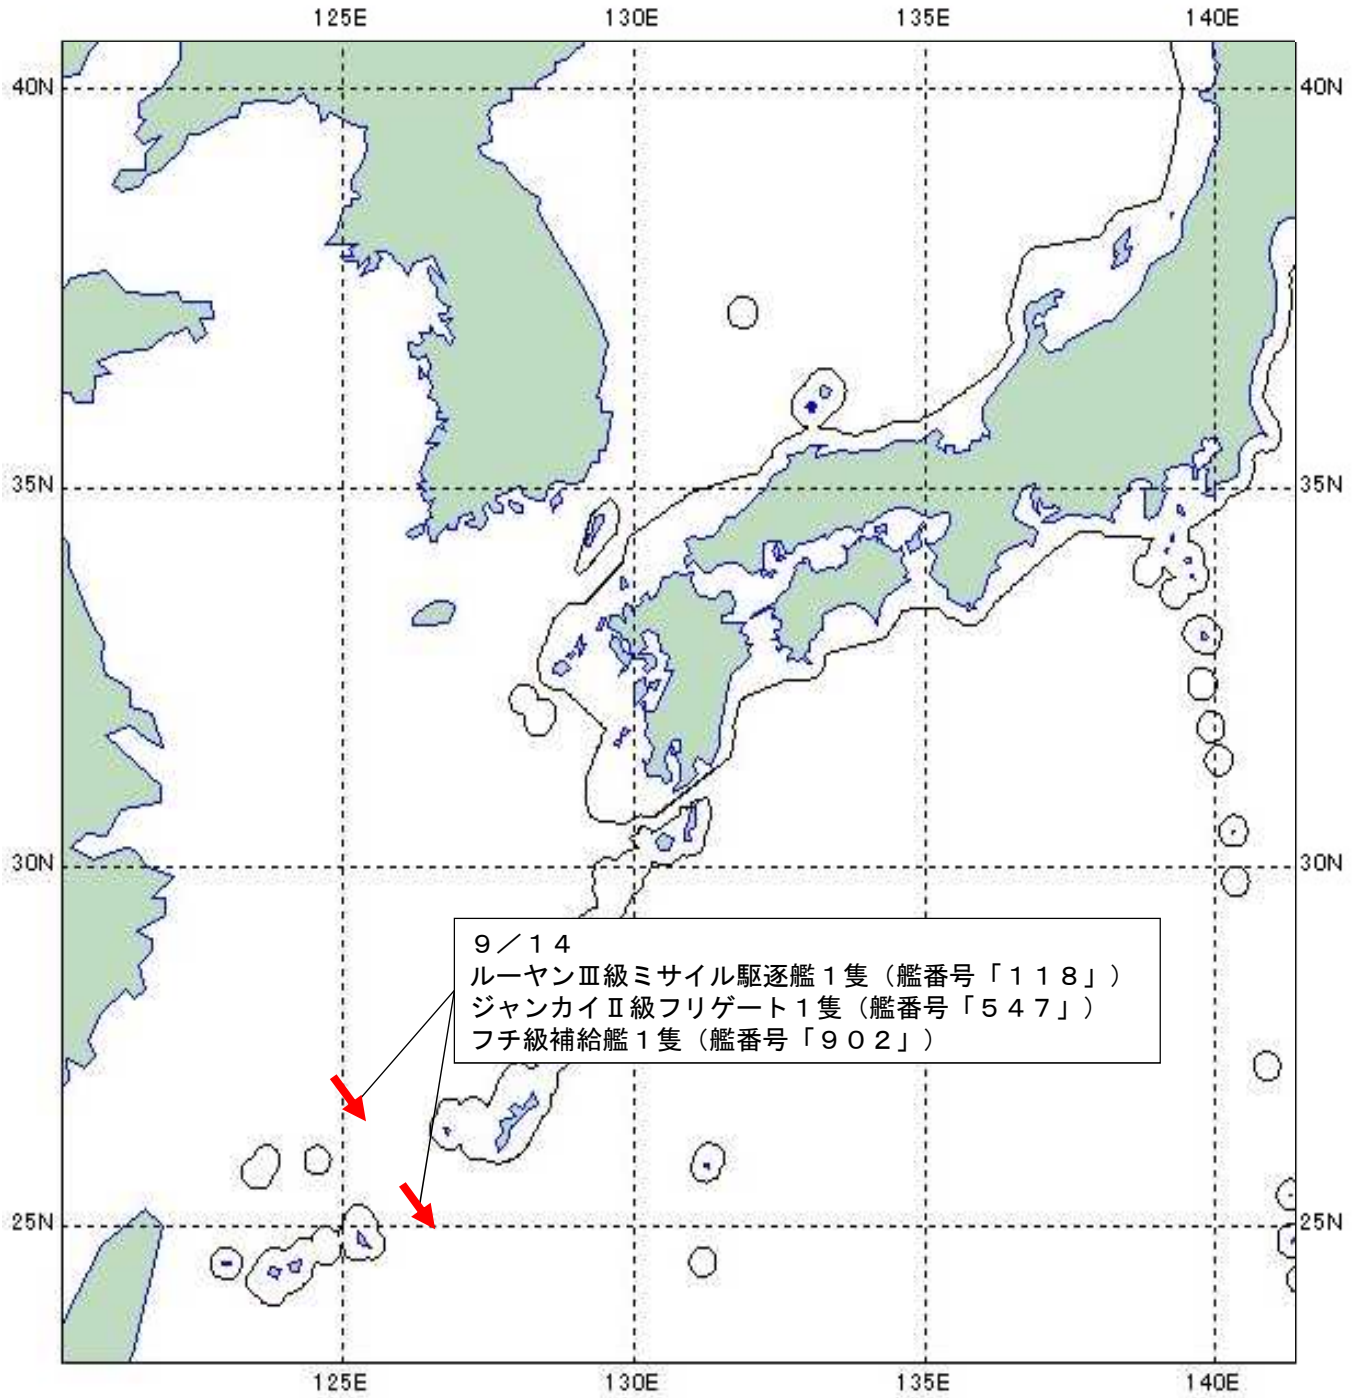 125E 130E 135E 140E
40N 40N
35N 35N
30N 30N
9／14
ルーヤンⅢ級ミサイル駆逐艦１隻（艦番号「１１８」）
ジャンカイⅡ級フリゲート１隻（艦番号「５４７」）
フチ級補給艦１隻（艦番号「９０２」）
25N 25N
125E 130E 135E 140E